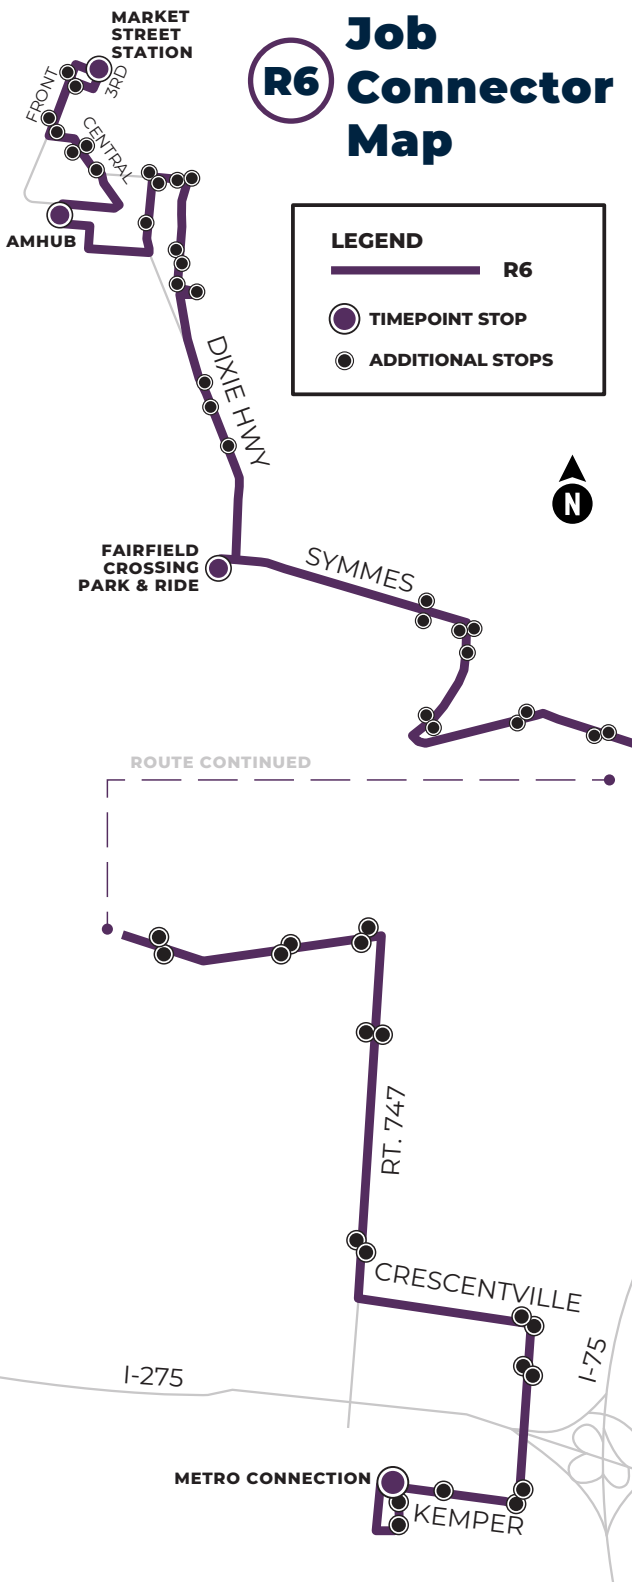 MARKET
STREET
STATION
R6
Job
Connector
Map
FRONT
3RD
CENTRAL
AMHUB
LEGEND
R6
TIMEPOINT STOP
ADDITIONAL STOPS
DIXIE HWY
N
FAIRFIELD
CROSSING
PARK & RIDE
SYMMES
ROUTE CONTINUED
RT. 747
CRESCENTVILLE
I-75
I-275
METRO CONNECTION
KEMPER